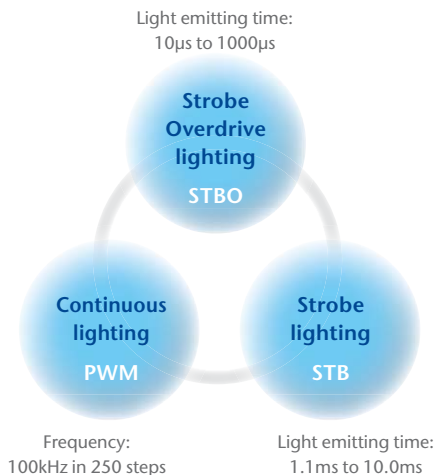 Light emitting time:
10μs to 1000μs
Strobe
Overdrive
lighting
STBO
Continuous
lighting
PWM
Strobe
lighting
STB
Frequency:
100kHz in 250 steps
Light emitting time:
1.1ms to 10.0ms